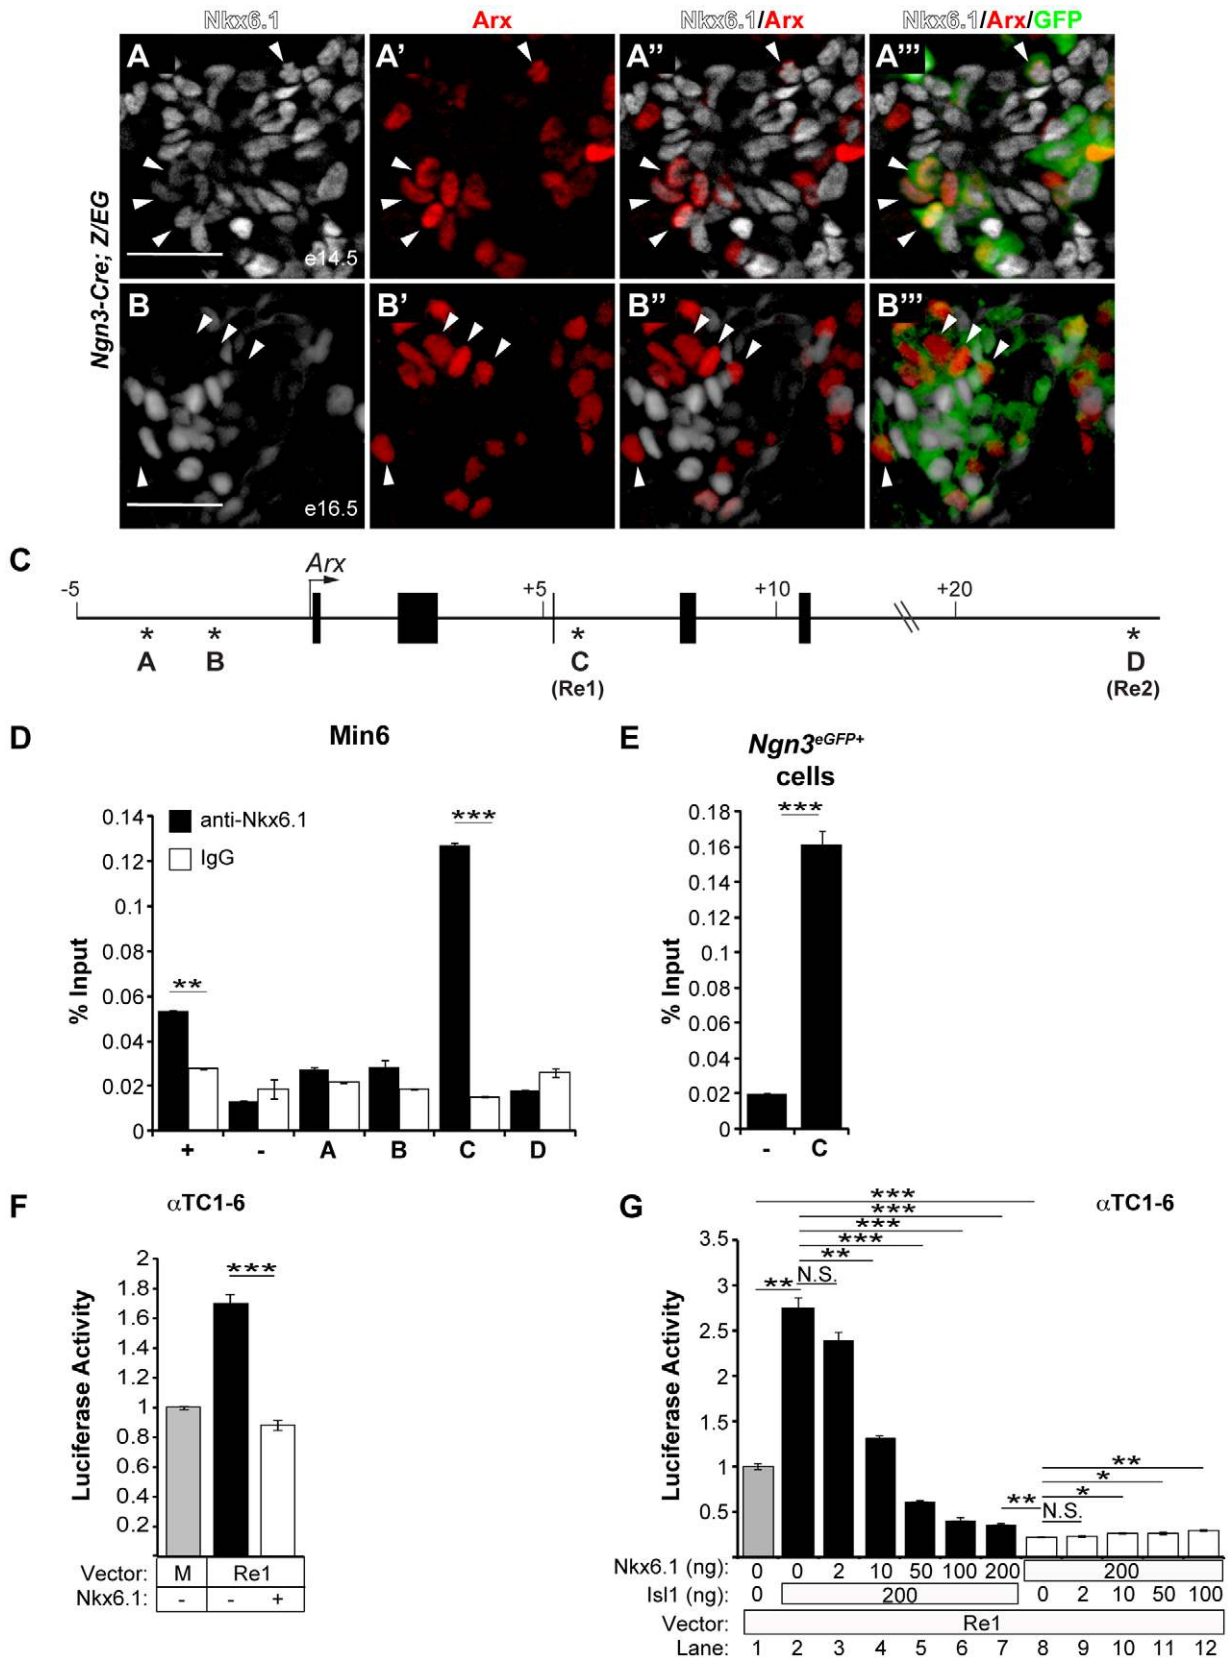 Nkx6.1 Arx Nkx6.1/Arx Nkx6.1/Arx/GFP
A A' A'' A'''
Ngn3-Cre; Z/EG
e14.5
B B' B'' B'''
e16.5
C
Arx
-5 +5 +10 +20
* * * *
A B C D
(Re1) (Re2)
D Min6
% Input
0.14
0.12
0.1
0.08
0.06
0.04
0.02
0
anti-Nkx6.1
IgG
**
***
+ - A B C D
E Ngn3eGFP+
cells
% Input
0.18
0.16
0.14
0.12
0.1
0.08
0.06
0.04
0.02
0
***
- C
F αTC1-6
Luciferase Activity
2
1.8
1.6
1.4
1.2
1
0.8
0.6
0.4
0.2
***
Vector: M Re1
Nkx6.1: - - +
G αTC1-6
Luciferase Activity
3.5
3
2.5
2
1.5
1
0.5
***
***
***
***
**
** N.S.
**
*
*
** N.S.
Nkx6.1 (ng): 0 0 2 10 50 100 200 200
Isl1 (ng): 0 200 0 2 10 50 100
Vector: Re1
Lane: 1 2 3 4 5 6 7 8 9 10 11 12